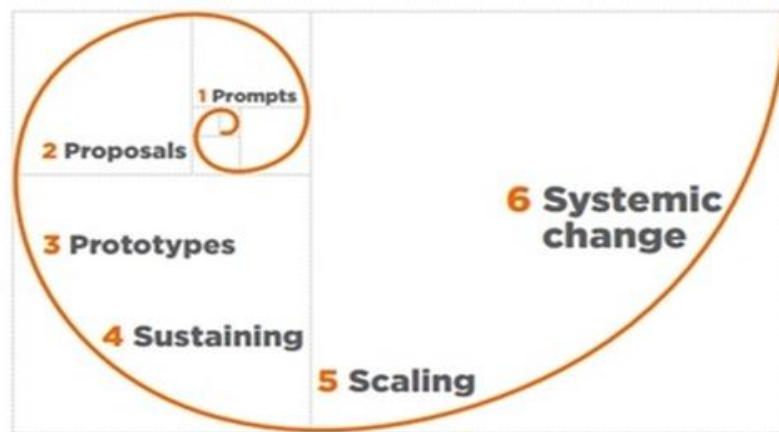 1 Prompts
2 Proposals
3 Prototypes
4 Sustaining
5 Scaling
6 Systemic
change